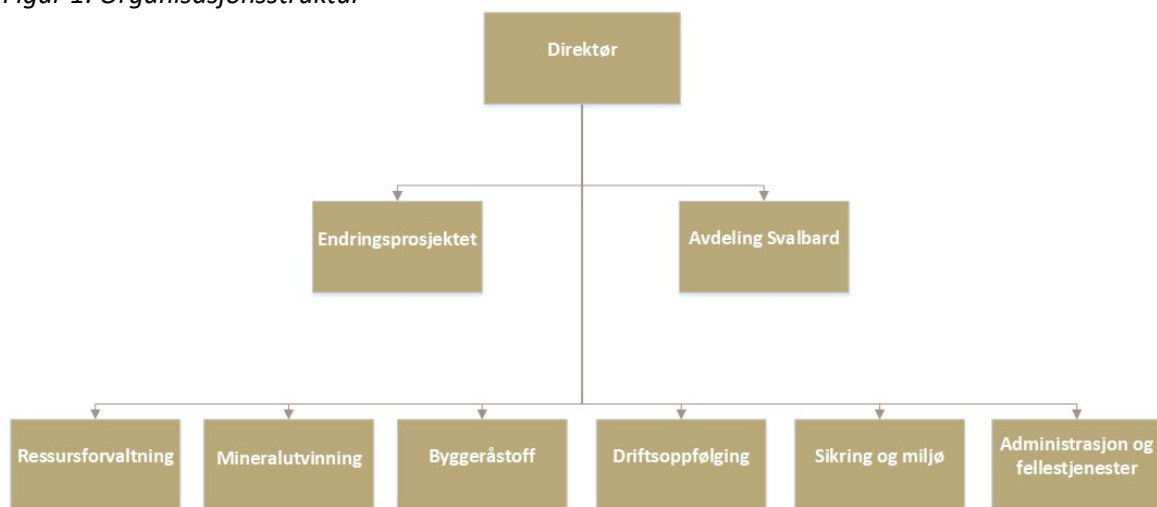 Figur 1: Organisasjonsstruktur
Direktør
Endringsprosjektet
Avdeling Svalbard
Ressursforvaltning
Mineralutvinning
Byggeråstoff
Driftsoppfølging
Sikring og miljø
Administrasjon og
fellestjenester